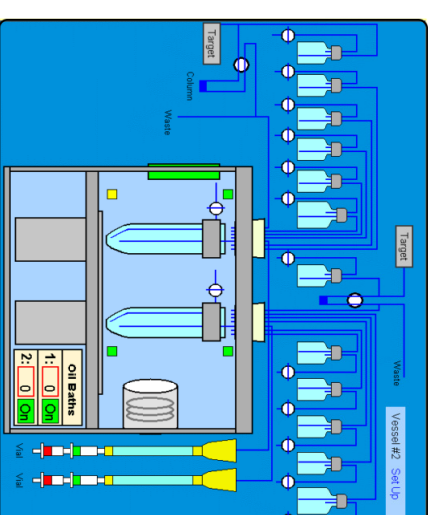 Target
Column
Waste
Target
Waste
Vessel #2 Set Up
Oil Baths
1: 0 On
2: 0 On
Vial
Vial